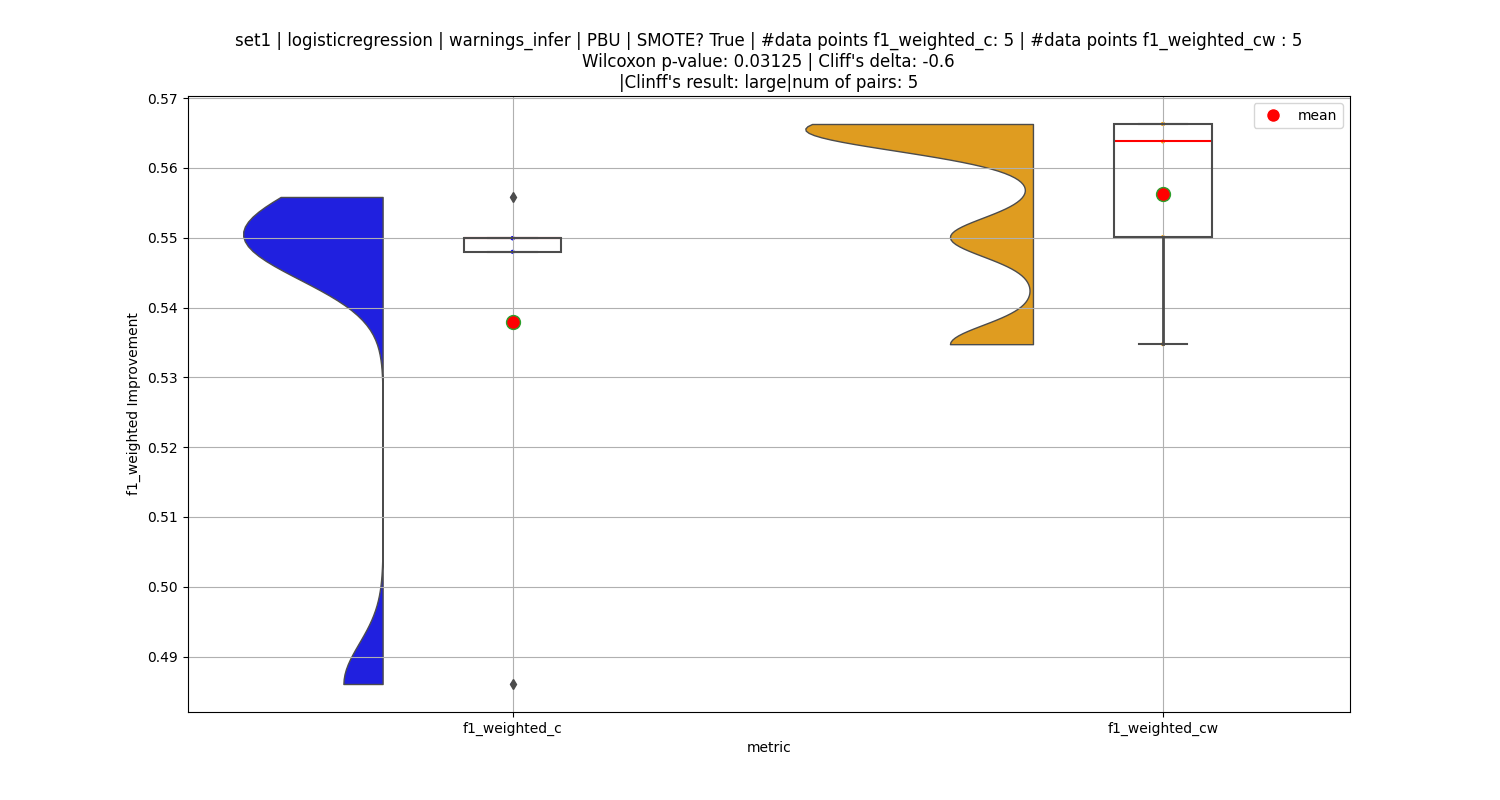 set1 | logisticregression | warnings_infer | PBU | SMOTE? True | #data points f1_weighted_c: 5 | #data points f1_weighted_cw : 5
Wilcoxon p-value: 0.03125 | Cliff's delta: -0.6
|Clinff's result: large|num of pairs: 5
mean
0.57
0.56
0.55
0.54
0.53
0.52
0.51
0.50
0.49
f1_weighted Improvement
f1_weighted_c
f1_weighted_cw
metric